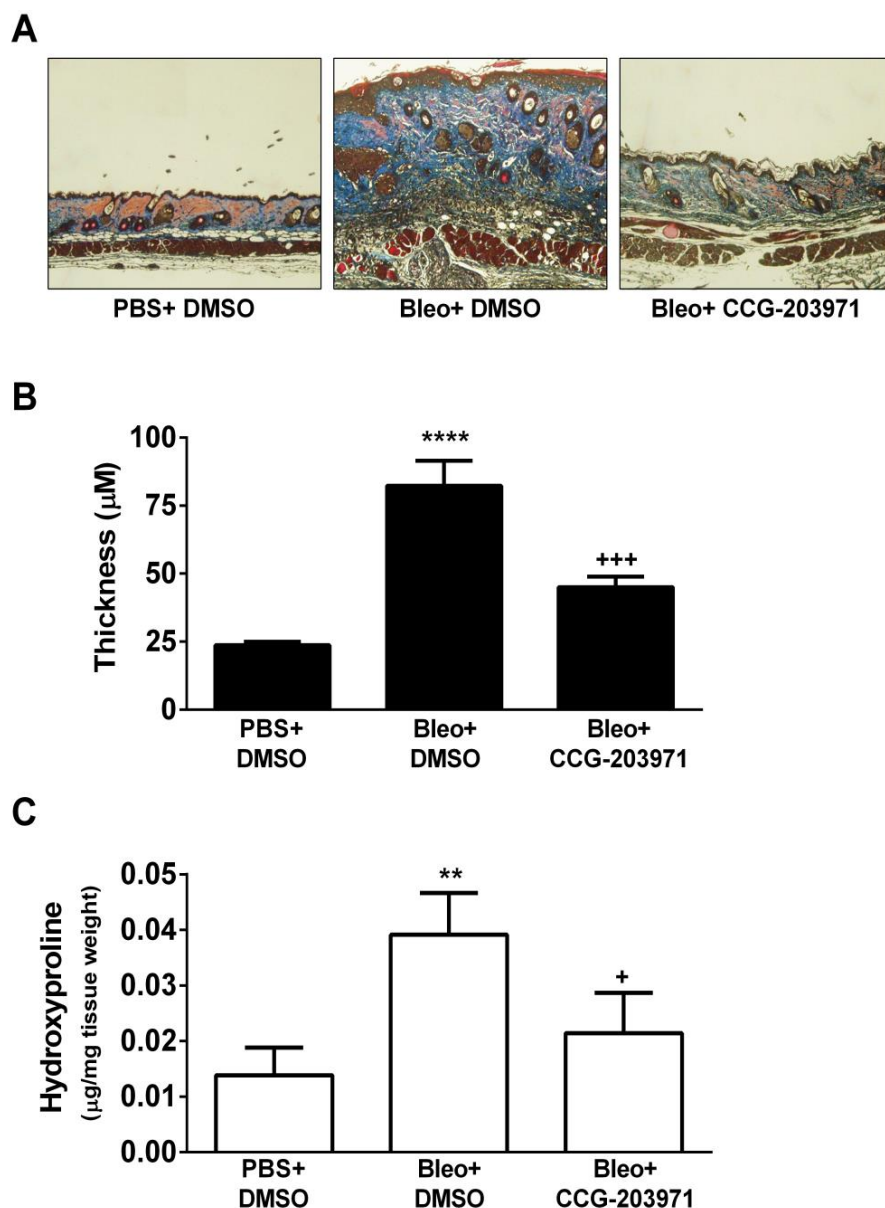 A
PBS+ DMSO
Bleo+ DMSO
Bleo+ CCG-203971
B
Thickness (μM)
100
75
50
25
0
****
+++
PBS+
DMSO
Bleo+
DMSO
Bleo+
CCG-203971
C
Hydroxyproline
(μg/mg tissue weight)
0.05
0.04
0.03
0.02
0.01
0.00
**
+
PBS+
DMSO
Bleo+
DMSO
Bleo+
CCG-203971